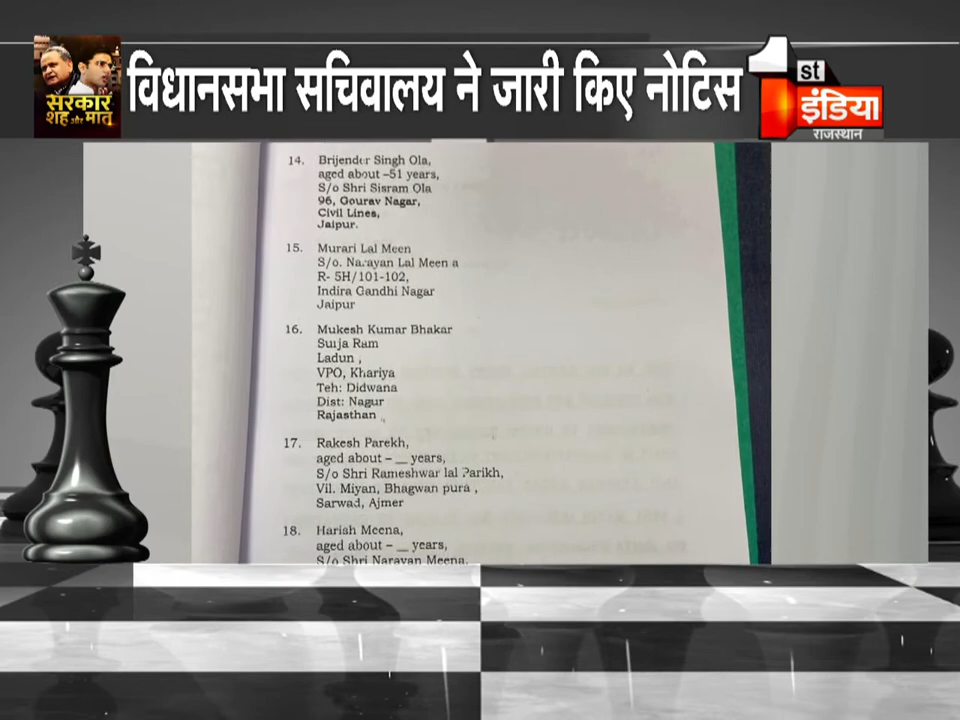 सरकार
शह और मात
विधानसभा सचिवालय ने जारी किए नोटिस
1st
इंडिया
राजस्थान
14. Brijender Singh Ola,
aged about –51 years,
S/o Shri Sisram Ola
96, Gourav Nagar,
Civil Lines,
Jaipur.
15. Murari Lal Meen
S/o. Narayan Lal Meen a
R- 5H/101-102,
Indira Gandhi Nagar
Jaipur
16. Mukesh Kumar Bhakar
Surja Ram
Ladun ,
VPO, Khariya
Teh: Didwana
Dist: Nagur
Rajasthan
17. Rakesh Parekh,
aged about – __ years,
S/o Shri Rameshwar lal Parikh,
Vil. Miyan, Bhagwan pura ,
Sarwad, Ajmer
18. Harish Meena,
aged about – __ years,
S/o Shri Narayan Meena,